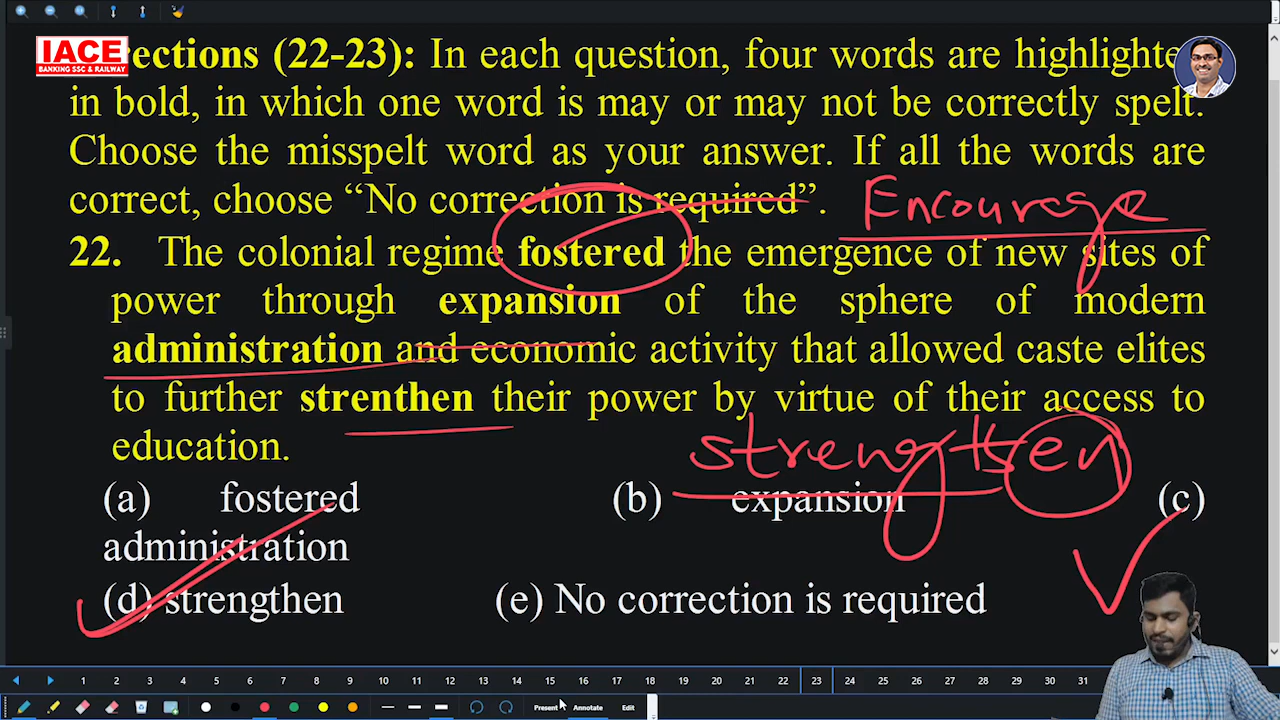 IACE
BANKING SSC & RAILWAY
ections (22-23): In each question, four words are highlighte
in bold, in which one word is may or may not be correctly spelt.
Choose the misspelt word as your answer. If all the words are
correct, choose “No correction is required”.
Encourage
22. The colonial regime fostered the emergence of new sites of
power through expansion of the sphere of modern
administration and economic activity that allowed caste elites
to further strenthen their power by virtue of their access to
education.
strengthen
(a) fostered (b) expansion (c)
administration
(d) strengthen (e) No correction is required
1 2 3 4 5 6 7 8 9 10 11 12 13 14 15 16 17 18 19 20 21 22 23 24 25 26 27 28 29 30 31
Present Annotate Edit